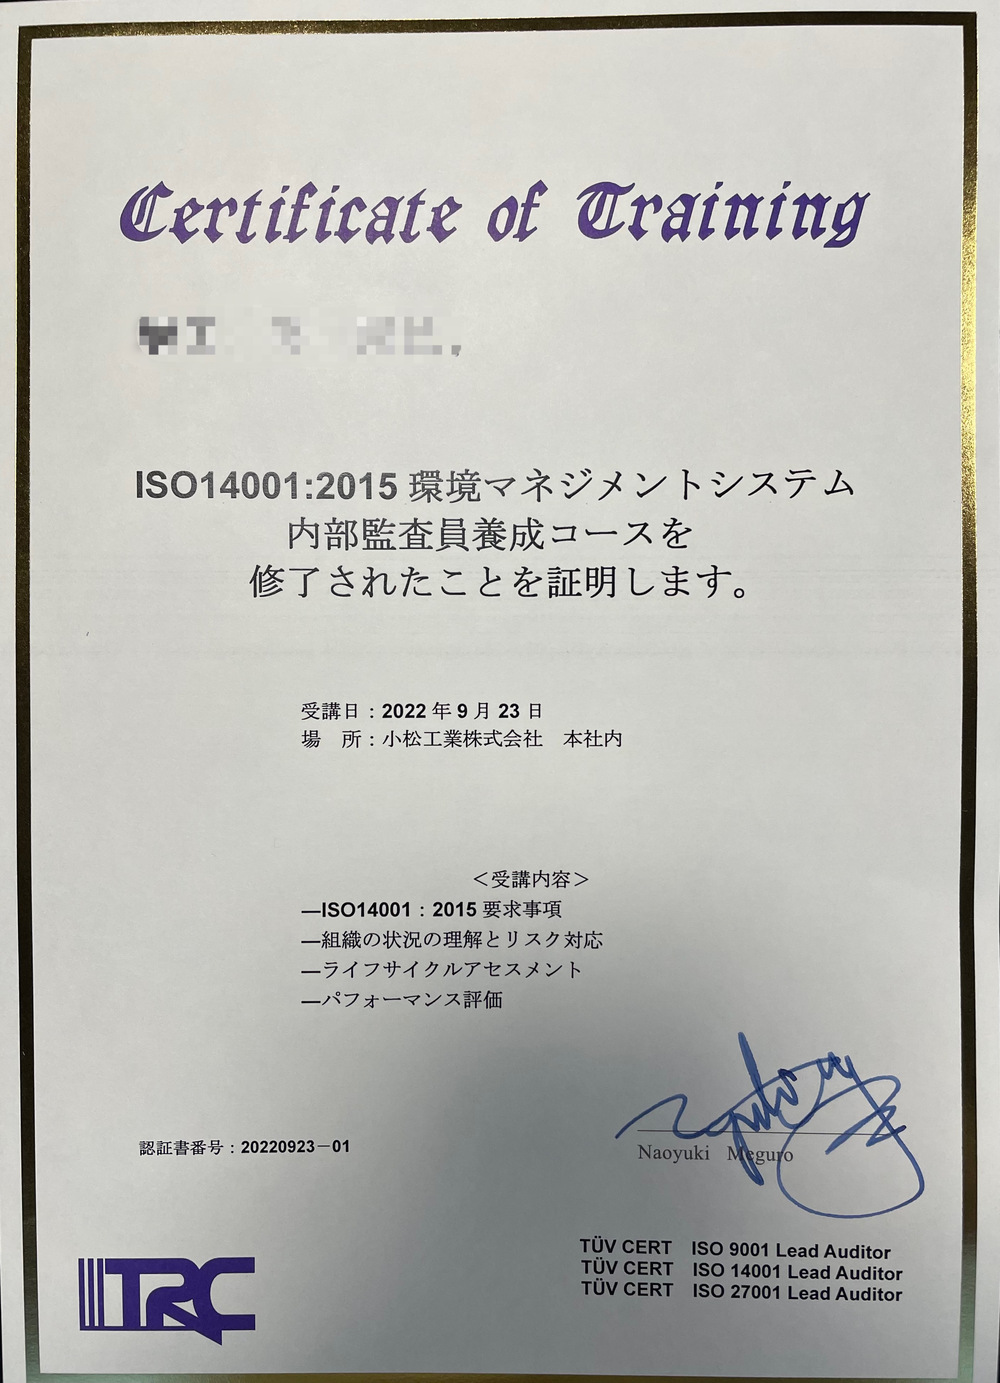 Certificate of Training
ISO14001:2015 環境マネジメントシステム
内部監査員養成コースを
修了されたことを証明します。
受講日：2022 年 9 月 23 日
場　所：小松工業株式会社　本社内
＜受講内容＞
―ISO14001：2015 要求事項
―組織の状況の理解とリスク対応
―ライフサイクルアセスメント
―パフォーマンス評価
認証書番号：20220923－01
Naoyuki Meguro
TÜV CERT ISO 9001 Lead Auditor
TÜV CERT ISO 14001 Lead Auditor
TÜV CERT ISO 27001 Lead Auditor
TRC